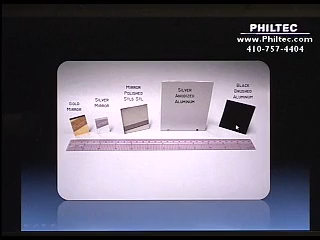 PHILTEC
www.Philtec.com
410-757-4404
GOLD
MIRROR
SILVER
MIRROR
MIRROR
POLISHED
STLS STL
SILVER
ANODIZED
ALUMINUM
BLACK
BRUSHED
ALUMINUM